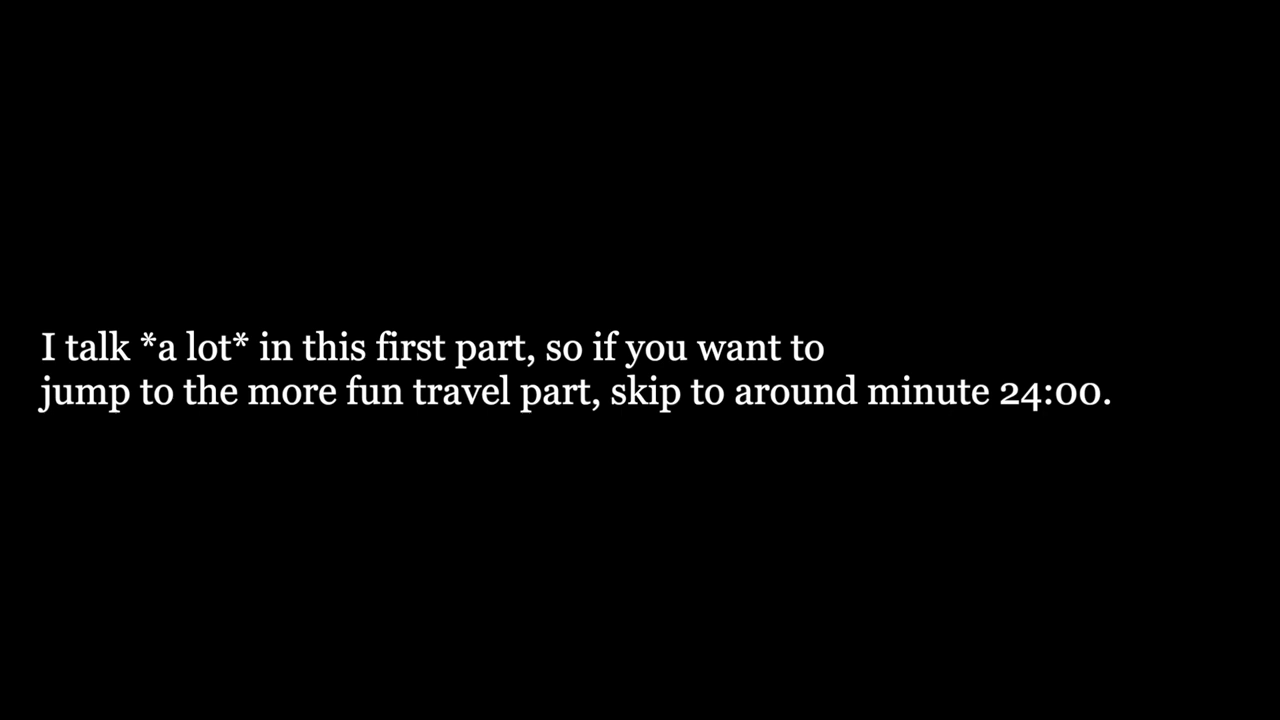 I talk *a lot* in this first part, so if you want to
jump to the more fun travel part, skip to around minute 24:00.